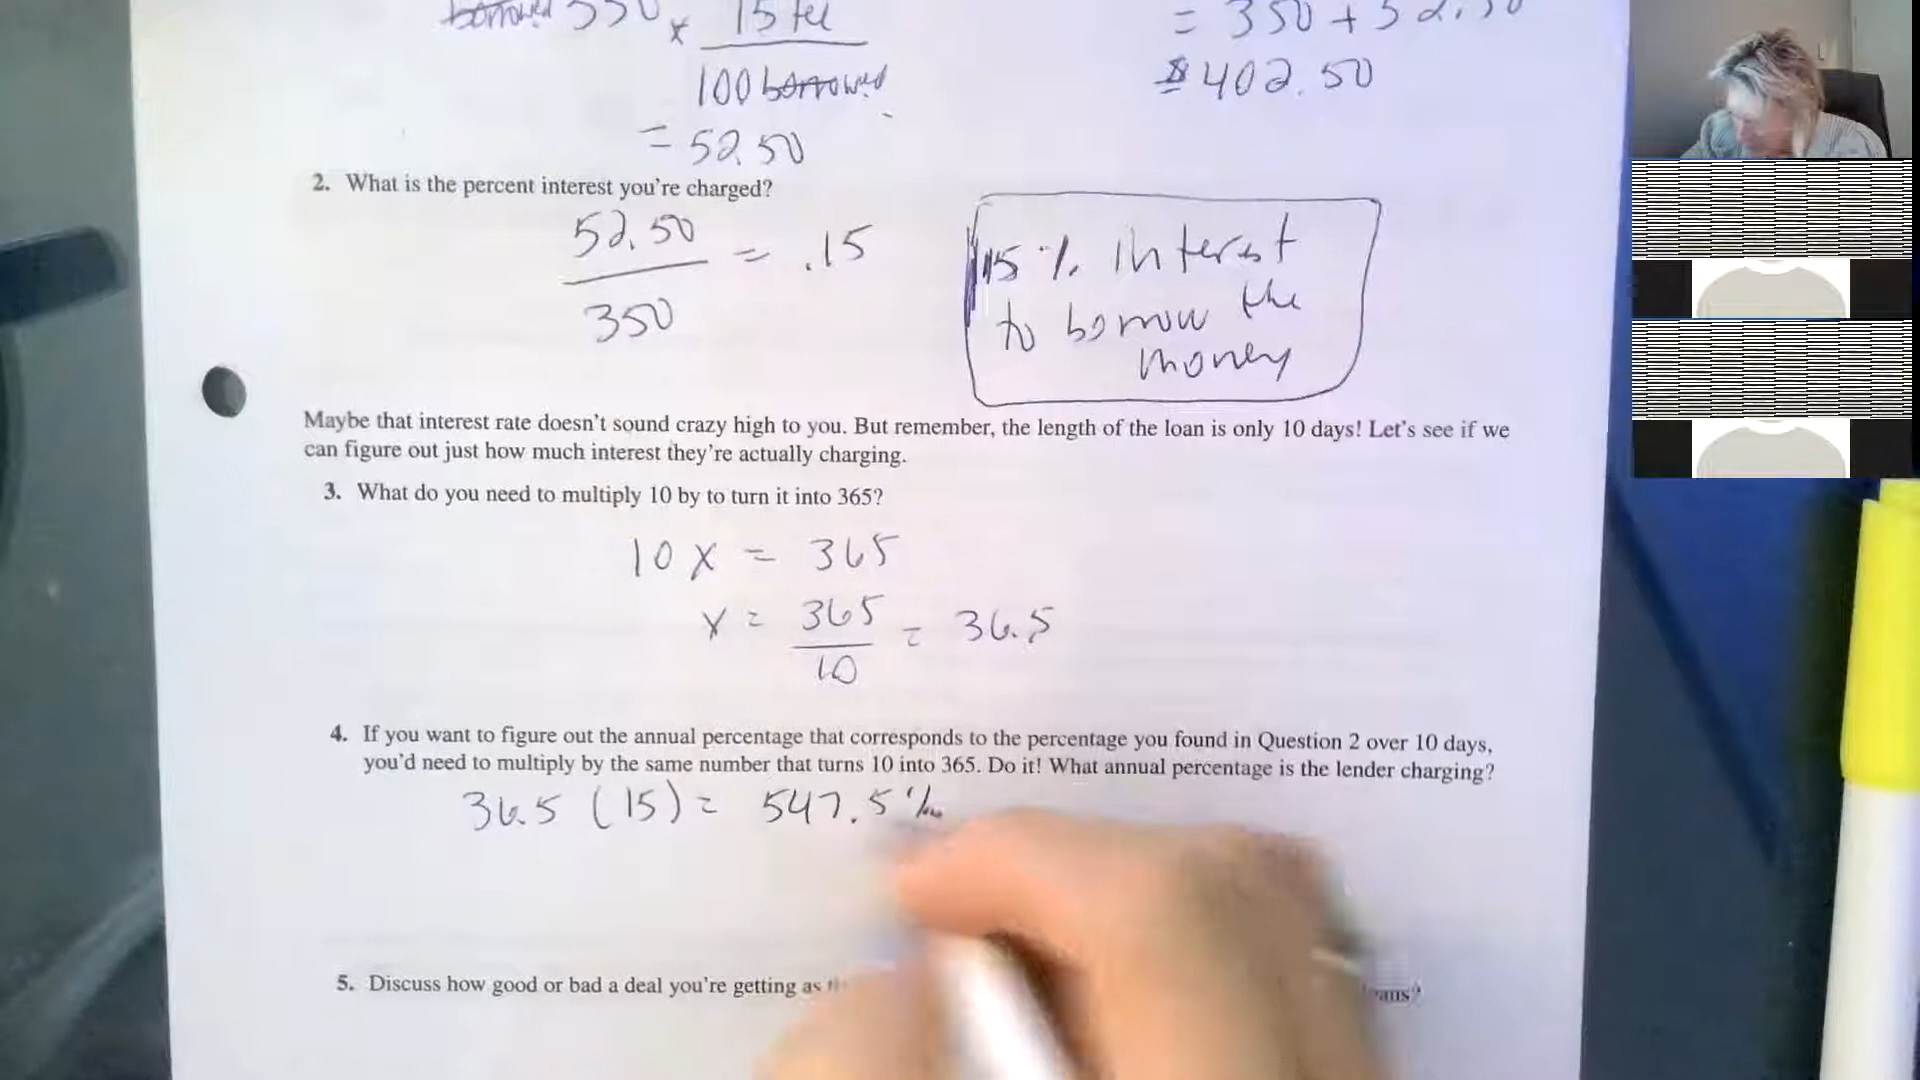 borrowed 350 x 15 fee
100 borrowed
= 52.50
= 350 + 52.50
$402.50
2. What is the percent interest you're charged?
52.50
350
= .15
15% interest
to borrow the
money
Maybe that interest rate doesn't sound crazy high to you. But remember, the length of the loan is only 10 days! Let's see if we
can figure out just how much interest they're actually charging.
3. What do you need to multiply 10 by to turn it into 365?
10x = 365
x = 365
10
= 36.5
4. If you want to figure out the annual percentage that corresponds to the percentage you found in Question 2 over 10 days,
you'd need to multiply by the same number that turns 10 into 365. Do it! What annual percentage is the lender charging?
36.5 (15) = 547.5%
5. Discuss how good or bad a deal you're getting as